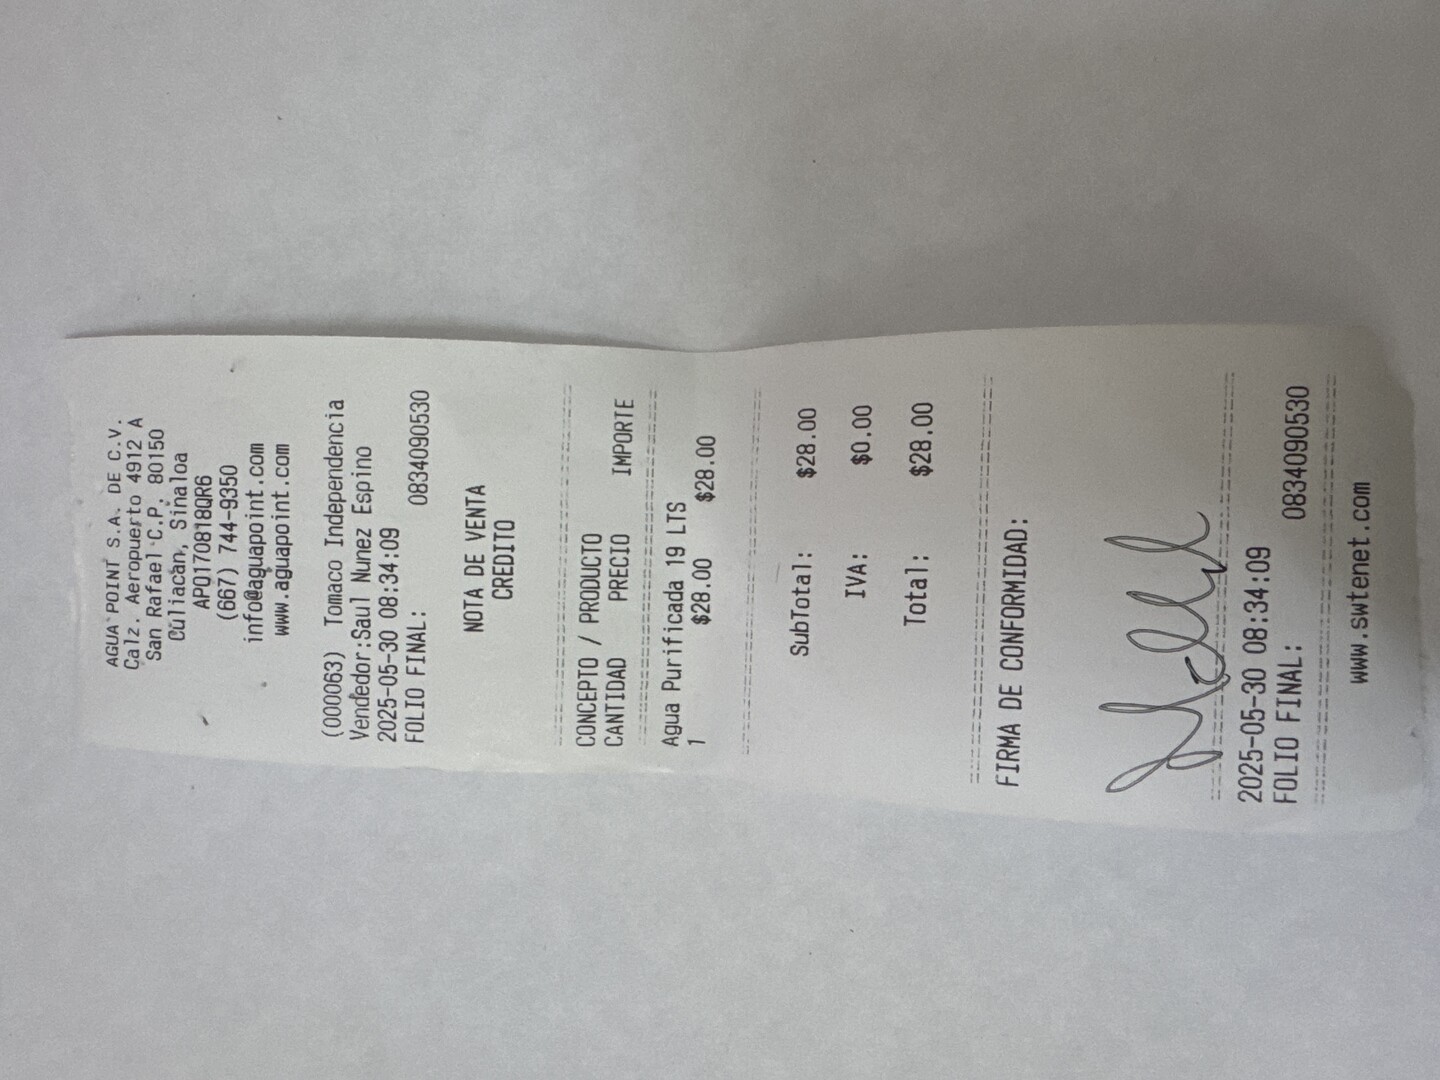 AGUA POINT S.A. DE C.V.
Calz. Aeropuerto 4912 A
San Rafael C.P. 80150
Culiacán, Sinaloa
APO170818QR6
(667) 744-9350
info@aguapoint.com
www.aguapoint.com
(000063) Tomaco Independencia
Vendedor:Saul Nunez Espino
2025-05-30 08:34:09
FOLIO FINAL: 0834090530
NOTA DE VENTA
CREDITO
CONCEPTO / PRODUCTO
CANTIDAD PRECIO IMPORTE
Agua Purificada 19 LTS
1 $28.00 $28.00
SubTotal: $28.00
IVA: $0.00
Total: $28.00
FIRMA DE CONFORMIDAD:
2025-05-30 08:34:09
FOLIO FINAL: 0834090530
www.swtenet.com